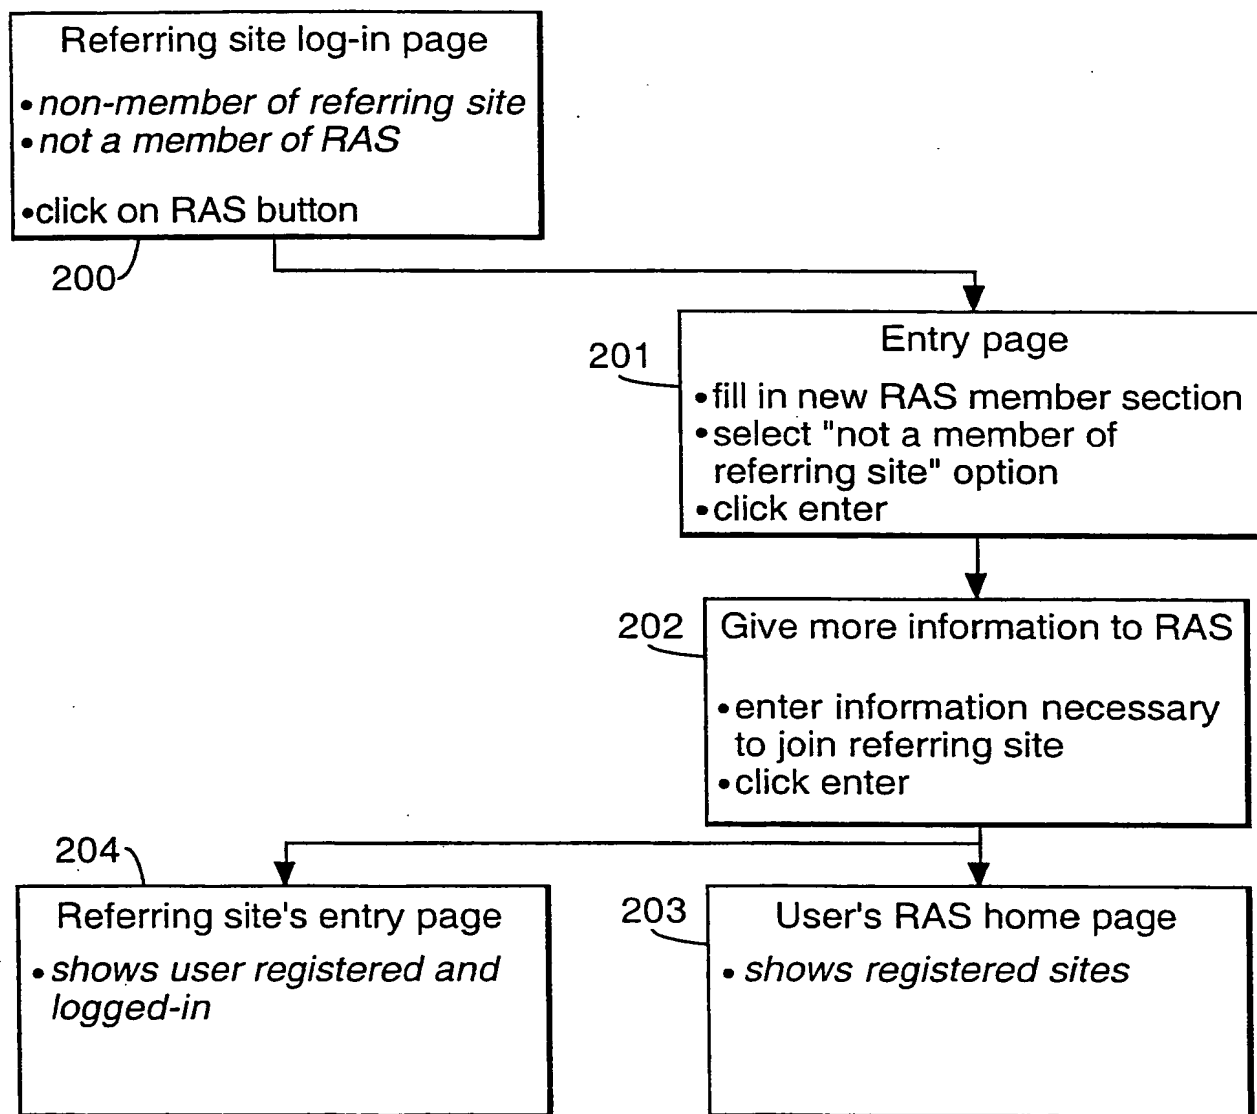 Referring site log-in page
•non-member of referring site
•not a member of RAS
•click on RAS button
200
201
Entry page
•fill in new RAS member section
•select "not a member of
referring site" option
•click enter
202
Give more information to RAS
•enter information necessary
to join referring site
•click enter
204
Referring site's entry page
•shows user registered and
logged-in
203
User's RAS home page
•shows registered sites